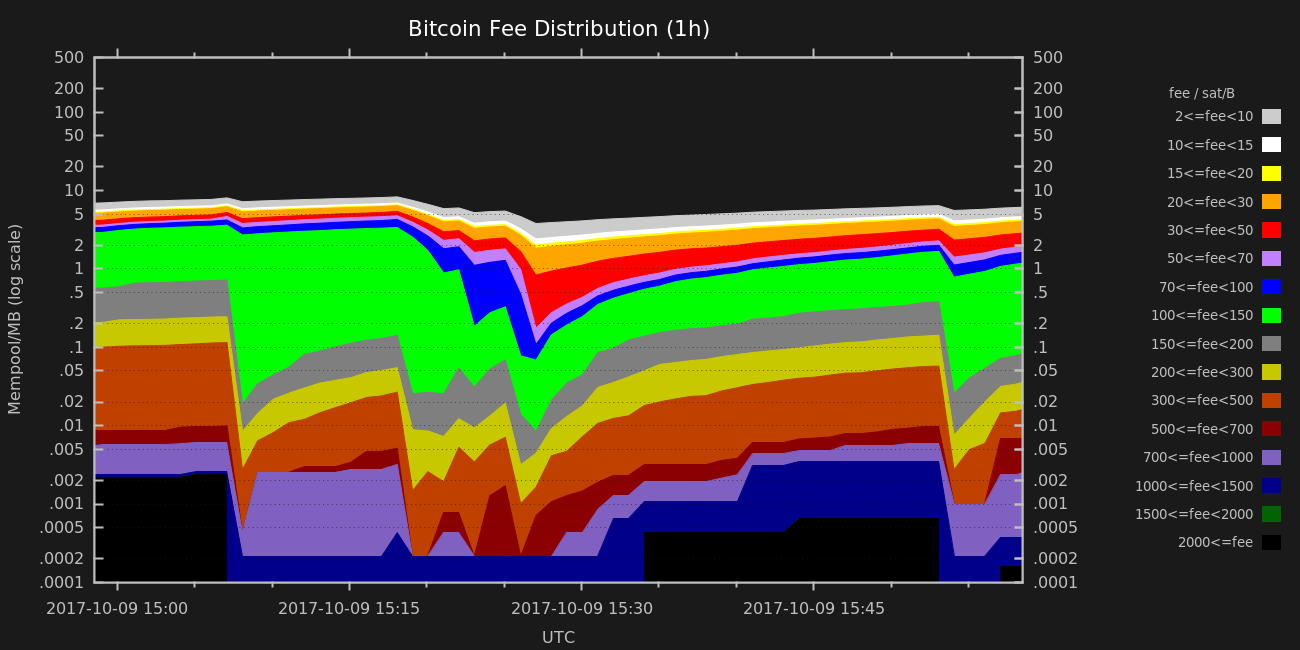 Bitcoin Fee Distribution (1h)
500
200
100
50
20
10
5
2
1
.5
.2
.1
.05
.02
.01
.005
.002
.001
.0005
.0002
.0001
Mempool/MB (log scale)
500
200
100
50
20
10
5
2
1
.5
.2
.1
.05
.02
.01
.005
.002
.001
.0005
.0002
.0001
2017-10-09 15:00 2017-10-09 15:15 2017-10-09 15:30 2017-10-09 15:45
UTC
fee / sat/B
2<=fee<10
10<=fee<15
15<=fee<20
20<=fee<30
30<=fee<50
50<=fee<70
70<=fee<100
100<=fee<150
150<=fee<200
200<=fee<300
300<=fee<500
500<=fee<700
700<=fee<1000
1000<=fee<1500
1500<=fee<2000
2000<=fee